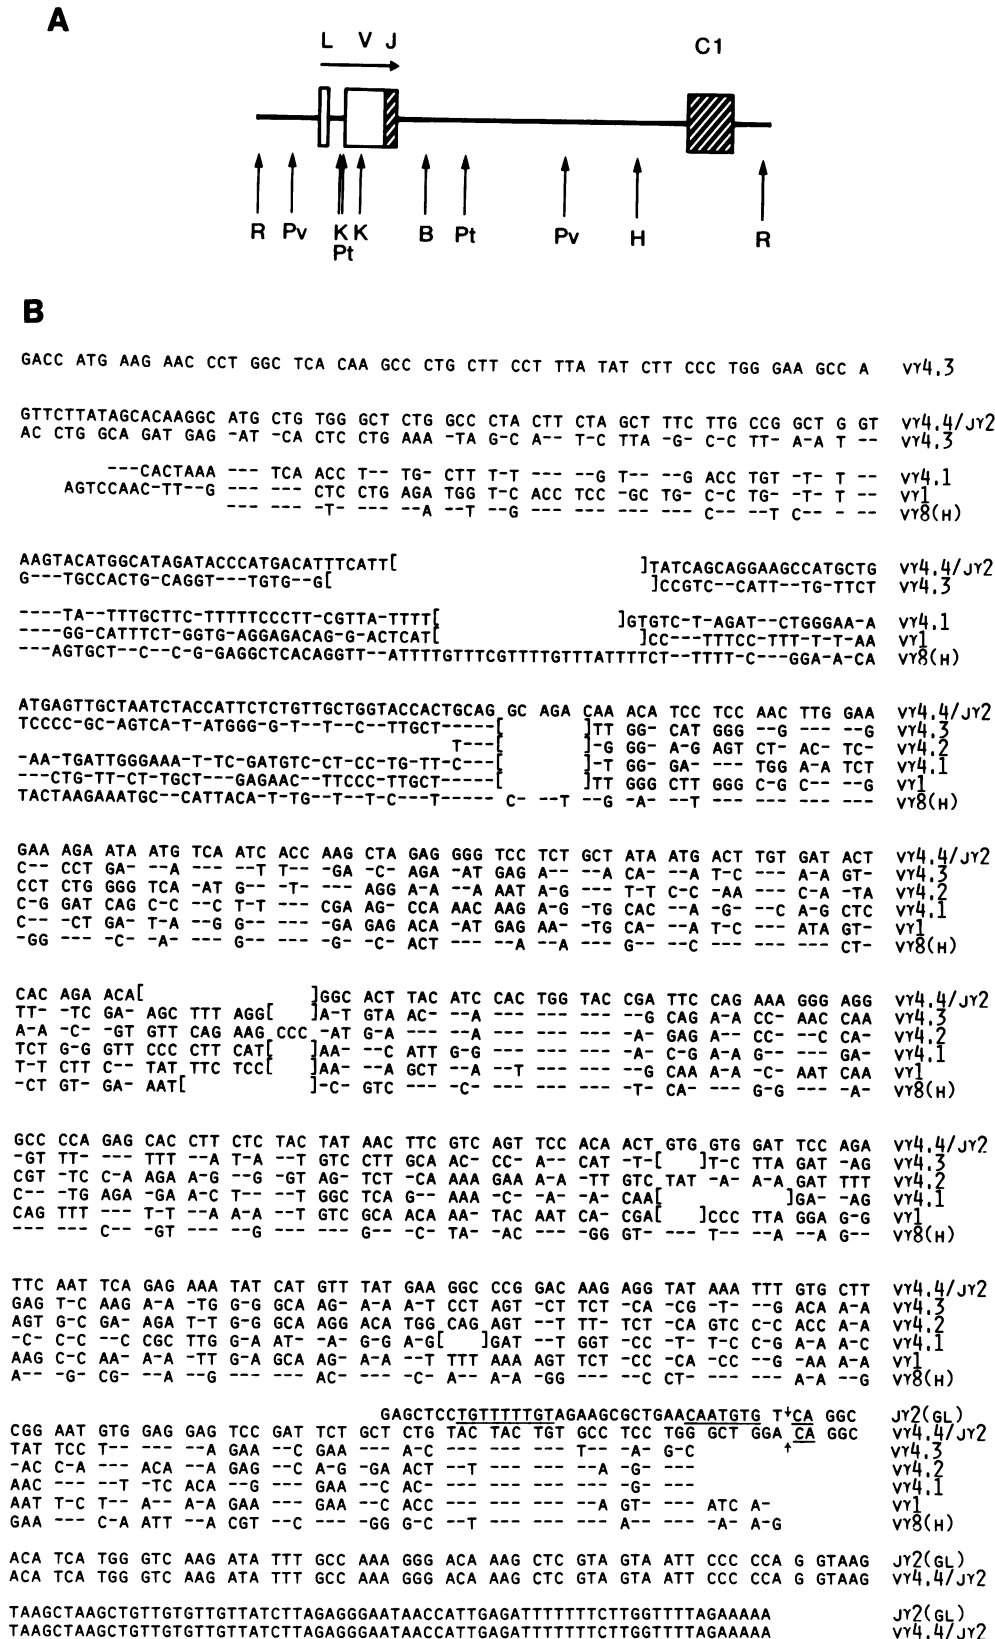 A
L V J C1
R Pv K K B Pt Pv H R
Pt
B
GACC ATG AAG AAC CCT GGC TCA CAA GCC CTG CTT CCT TTA TAT CTT CCC TGG GAA GCC A Vγ4.3
GTTCTTATAGCACAAGGC ATG CTG TGG GCT CTG GCC CTA CTT CTA GCT TTC TTG CCG GCT G GT Vγ4.4/Jγ2
AC CTG GCA GAT GAG -AT -CA CTC CTG AAA -TA G-C A-- T-C TTA -G- C-C TT- A-A T -- Vγ4.3
---CACTAAA --- TCA ACC T-- TG- CTT T-T --- -G T-- --G ACC TGT -T- T -- Vγ4.1
AGTCCAAC-TT--G --- --- CTC CTG AGA TGG T-C ACC TCC -GC TG- C-C TG- -T- T -- Vγ1
--- --- -T- --- --A --T --G --- --- --- --- C-- --T C-- - -- Vγ8(H)
AAGTACATGGCATAGATACCCATGACATTTCATT[ ]TATCAGCAGGAAGCCATGCTG Vγ4.4/Jγ2
G---TGCCACTG-CAGGT---TGTG--G[ ]CCGTC--CATT--TG-TTCT Vγ4.3
----TA--TTTGCTTC-TTTTTCCCTT-CGTTA-TTTT[ ]GTGTC-T-AGAT--CTGGGAA-A Vγ4.1
----GG-CATTTCT-GGTG-AGGAGACAG-G-ACTCAT[ ]CC---TTTCC-TTT-T-T-AA Vγ1
---AGTGCT--C--C-G-GAGGCTCACAGGTT--ATTTTGTTTCGTTTTGTTTATTTTCT--TTTT-C---GGA-A-CA Vγ8(H)
ATGAGTTGCTAATCTACCATTCTCTGTTGCTGGTACCACTGCAG GC AGA CAA ACA TCC TCC AAC TTG GAA Vγ4.4/Jγ2
TCCCC-GC-AGTCA-T-ATGGG-G-T--T--C--TTGCT-----[ ]TT GG- CAT GGG --G --- --G Vγ4.3
T---[ ]-G GG- A-G AGT CT- AC- TC- Vγ4.2
-AA-TGATTGGGAAA-T-TC-GATGTC-CT-CC-TG-TT-C---[ ]-T GG- GA- --- TGG A-A TCT Vγ4.1
---CTG-TT-CT-TGCT---GAGAAC--TTCCC-TTGCT-----[ ]TT GGG CTT GGG C-G C-- --G Vγ1
TACTAAGAAATGC--CATTACA-T-TG--T-T-C---T----- C- --T --G -A- --T --- --- --- --- Vγ8(H)
GAA AGA ATA ATG TCA ATC ACC AAG CTA GAG GGG TCC TCT GCT ATA ATG ACT TGT GAT ACT Vγ4.4/Jγ2
C-- CCT GA- --A --- -T T-- -GA -C- AGA -AT GAG A-- --A CA- --A T-C --- A-A GT- Vγ4.3
CCT CTG GGG TCA -AT G-- -T- --- AGG A-A --A AAT A-G --- T-T C-C -AA --- C-A -TA Vγ4.2
C-G GAT CAG C-C --C T-T --- CGA AG- CCA AAC AAG A-G -TG CAC --A -G- --C A-G CTC Vγ4.1
C-- -CT GA- T-A --G G-- --- -GA GAG ACA -AT GAG AA- -TG CA- --A T-C --- ATA GT- Vγ1
-GG --- -C- -A- --- G-- --- -G- -C- ACT --- --A --A --- G-- --C --- --- CT- Vγ8(H)
CAC AGA ACA[ ]GGC ACT TAC ATC CAC TGG TAC CGA TTC CAG AAA GGG AGG Vγ4.4/Jγ2
TT- -TC GA- AGC TTT AGG[ ]A-T GTA AC- --A --- --- --- --G CAG A-A CC- AAC CAA Vγ4.3
A-A -C- -GT GTT CAG AAG CCC -AT G-A --- --A --- --- --- -A- GAG A-- CC- --- CCA- Vγ4.2
TCT G-G GTT CCC CTT CAT[ ]AA- --C ATT G-G --- --- --- -A- C-G A-A -G- --- GA- Vγ4.1
T-T CTT C-- TAT TTC TCC[ ]AA- --A GCT --A --T --- --- --G CAA A-A -C- AAT CAA Vγ1
-CT GT- GA- AAT[ ]-C- GTC --- --- -C- --- --- -T- CA- --- G-G --- -A- Vγ8(H)
GCC CCA GAG CAC CTT CTC TAC TAT AAC TTC GTC AGT TCC ACA ACT GTG GTG GAT TCC AGA Vγ4.4/Jγ2
-GT TT- --- TTT --A T-A --T GTC CTT GCA AC- CC- A-- CAT -T-[ ]T-C TTA GAT -AG Vγ4.3
CGT -TC C-A AGA A-G --G -GT AG- TCT -CA AAA GAA A-A -TT GTC TAT -A- A-A GAT TTT Vγ4.2
C-- -TG AGA -GA A-C T-- --T GGC TCA G-- AAA -C- -A- -A- CAA[ ]GA- -AG Vγ4.1
CAG TTT --- T-T --A A-A --T GTC GCA ACA AA- TAC AAT CA- CGA[ ]CCC TTA GGA G-G Vγ1
--- --- C-- -GT --- --G --- --- G-- -C- TA- -AC --- -GG GT- --- T-- --A --A G-- Vγ8(H)
TTC AAT TCA GAG AAA TAT CAT GTT TAT GAA GGC CCG GAC AAG AGG TAT AAA TTT GTG CTT Vγ4.4/Jγ2
GAG T-C AAG A-A -TG G-G GCA AG- A-A A-T CCT AGT -CT TCT -CA -CG -T- --G ACA A-A Vγ4.3
AGT G-C GA- AGA T-T G-G GCA AGG ACA TGG CAG AGT --T TT- TCT -CA GTC C-C ACC A-A Vγ4.2
-C- C-C --C CGC TTG G-A AT- -A- G-G A-G[ ]GAT --T GGT -CC T-T C-C G-A A-A A-C Vγ4.1
AAG C-C AA- A-A -TT G-A GCA AG- A-A --T TTT AAA AGT TCT -CC -CA -CC --G -AA A-A Vγ1
A-- -G- CG- --A -G- --- --- AC- --- -C- -A- A-A -GG --- -C CT- --- --- A-A --G Vγ8(H)
GAGCTCCTGTTTTTGTAGAAGCGCTGAACAATGTG T↓CA GGC Jγ2(GL)
CGG AAT GTG GAG GAG TCC GAT TCT GCT CTG TAC TAC TGT GCC TCC TGG GCT GGA CA GGC Vγ4.4/Jγ2
TAT TCC T-- --- --A GAA --C GAA --- A-C --- --- --- T-- -A- G-C Vγ4.3
-AC C-A --- ACA --A GAG --C A-G -GA ACT --T --- --- --A -G- --- Vγ4.2
AAC --- --T -TC ACA --G --- GAA --- CAC- --- --- --- --- -G- --- Vγ4.1
AAT T-C T-- A-- A-A GAA --- GAA --C ACC --- --- --- --A GT- --- ATC A- Vγ1
GAA --- C-A ATT --A CGT --C --- -GG G-C --T --- --- --- A-- --- -A- A-G Vγ8(H)
ACA TCA TGG GTC AAG ATA TTT GCC AAA GGG ACA AAG CTC GTA GTA ATT CCC CCA G GTAAG Jγ2(GL)
ACA TCA TGG GTC AAG ATA TTT GCC AAA GGG ACA AAG CTC GTA GTA ATT CCC CCA G GTAAG Vγ4.4/Jγ2
TAAGCTAAGCTGTTGTGTTGTTATCTTAGAGGGAATAACCATTGAGATTTTTTTCTTGGTTTTAGAAAAA Jγ2(GL)
TAAGCTAAGCTGTTGTGTTGTTATCTTAGAGGGAATAACCATTGAGATTTTTTTCTTGGTTTTAGAAAAA Vγ4.4/Jγ2